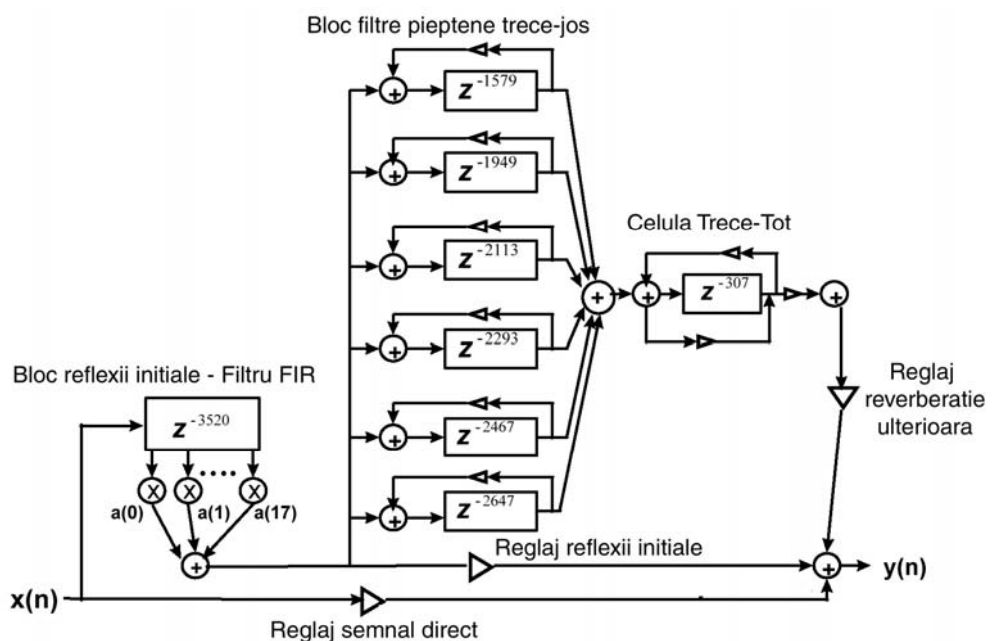 Bloc filtre pieptene trece-jos
+ z-1579
+ z-1949
+ z-2113
+ z-2293
+ z-2467
+ z-2647
+
Celula Trece-Tot
+ z-307 +
Reglaj
reverberatie
ulterioara
Bloc reflexii initiale - Filtru FIR
z-3520
X X .... X
a(0) a(1) a(17)
+
Reglaj reflexii initiale
+ y(n)
x(n)
Reglaj semnal direct